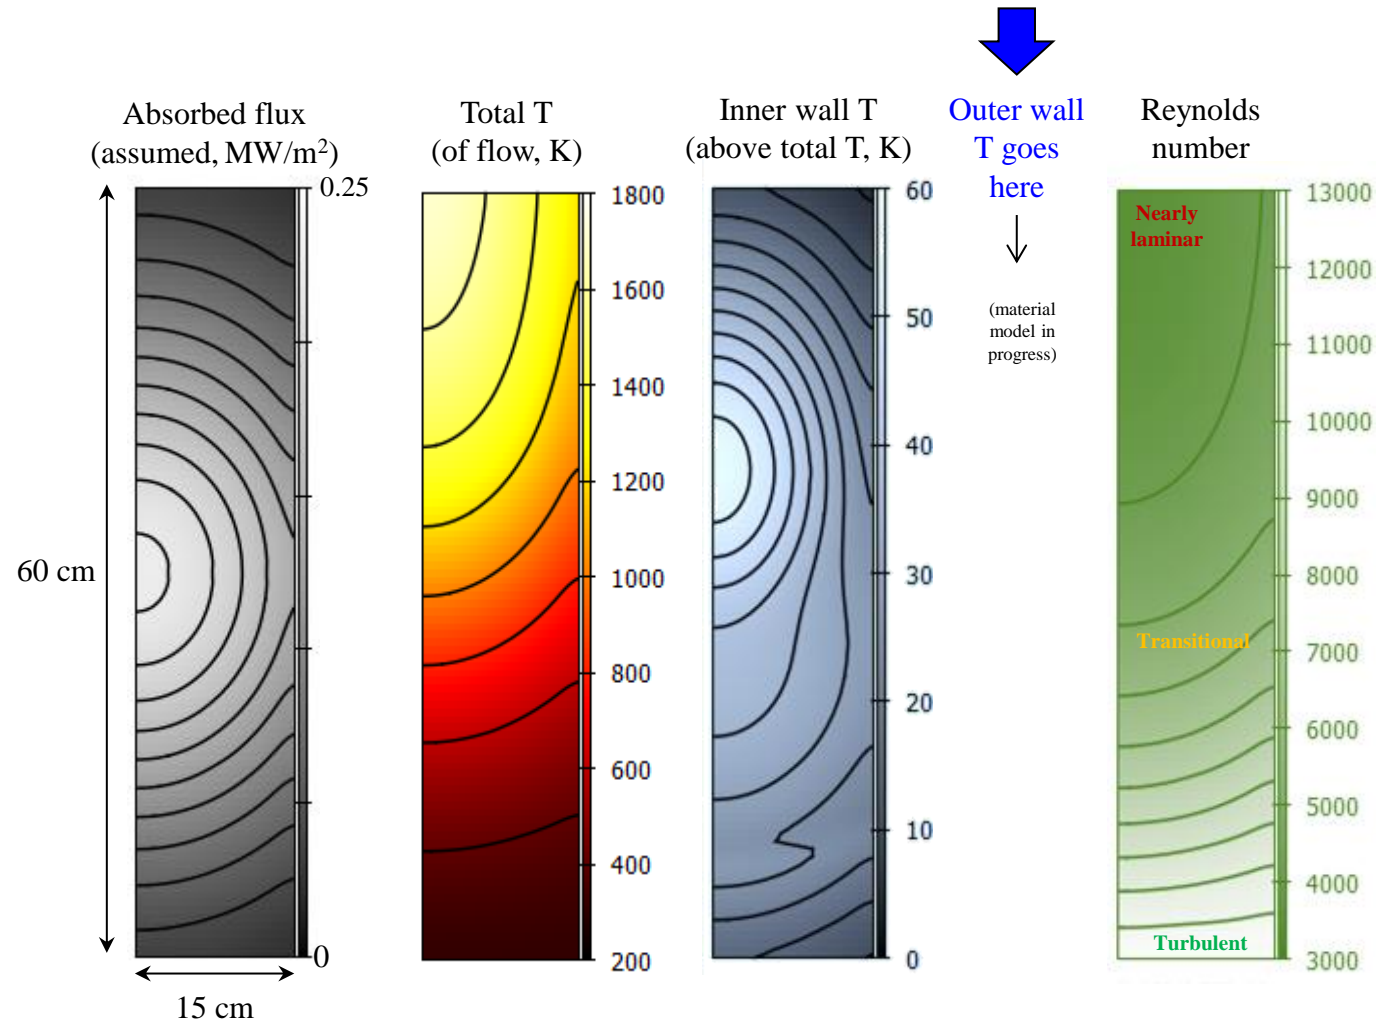 Absorbed flux
(assumed, MW/m²)
Total T
(of flow, K)
Inner wall T
(above total T, K)
Outer wall
T goes
here
(material
model in
progress)
Reynolds
number
0.25
0
60 cm
15 cm
1800
1600
1400
1200
1000
800
600
400
200
60
50
40
30
20
10
0
Nearly
laminar
Transitional
Turbulent
13000
12000
11000
10000
9000
8000
7000
6000
5000
4000
3000